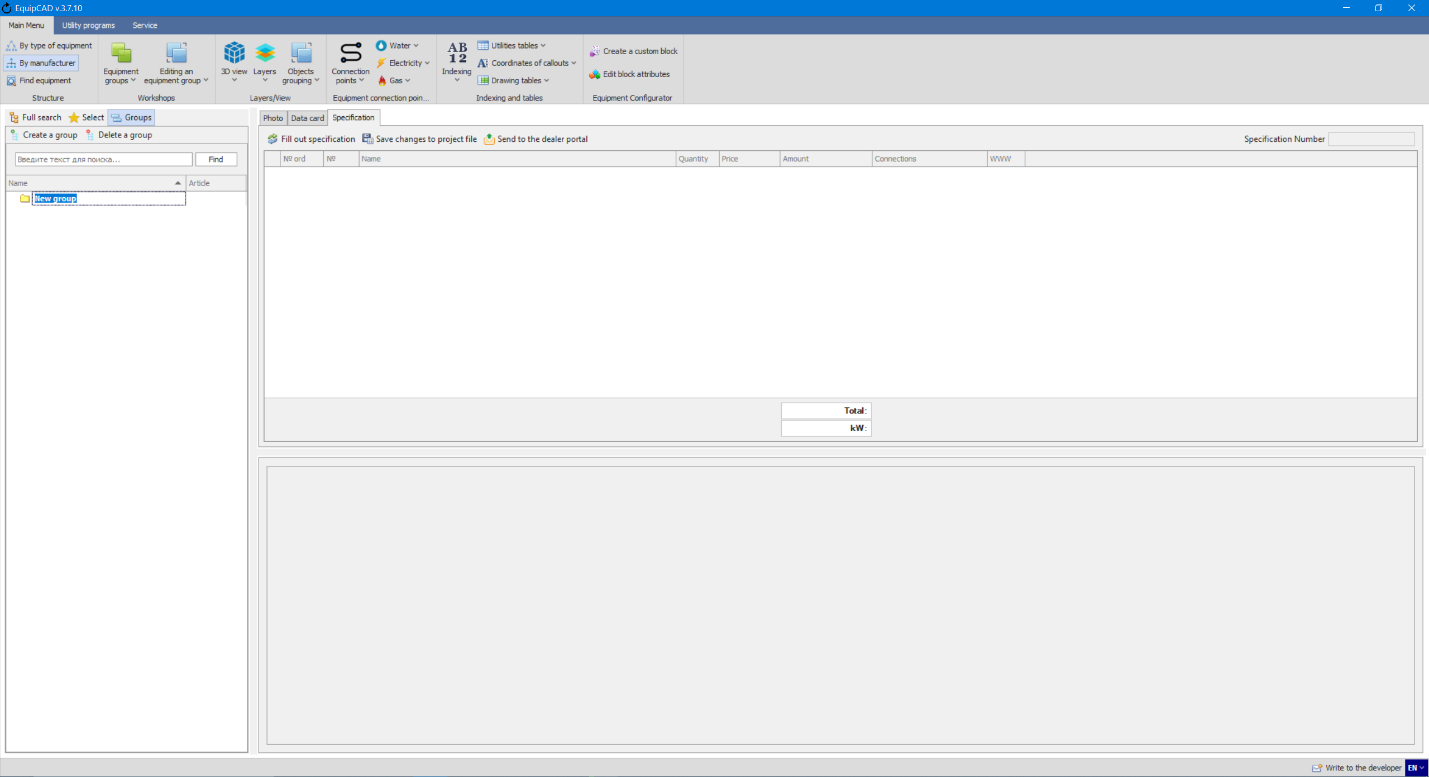 EquipCAD v.3.7.10
Main Menu Utility programs Service
By type of equipment
By manufacturer
Find equipment
Structure
Equipment groups
Editing an equipment group
Workshops
3D view
Layers
Objects grouping
Layers/View
Connection points
Water
Electricity
Gas
Equipment connection poin...
AB
12
Indexing
Utilities tables
Coordinates of callouts
Drawing tables
Indexing and tables
Create a custom block
Edit block attributes
Equipment Configurator
Full search Select Groups
Create a group Delete a group
Введите текст для поиска... Find
Name Article
New group
Photo Data card Specification
Fill out specification Save changes to project file Send to the dealer portal Specification Number
№ ord № Name Quantity Price Amount Connections WWW
Total:
kW:
Write to the developer EN